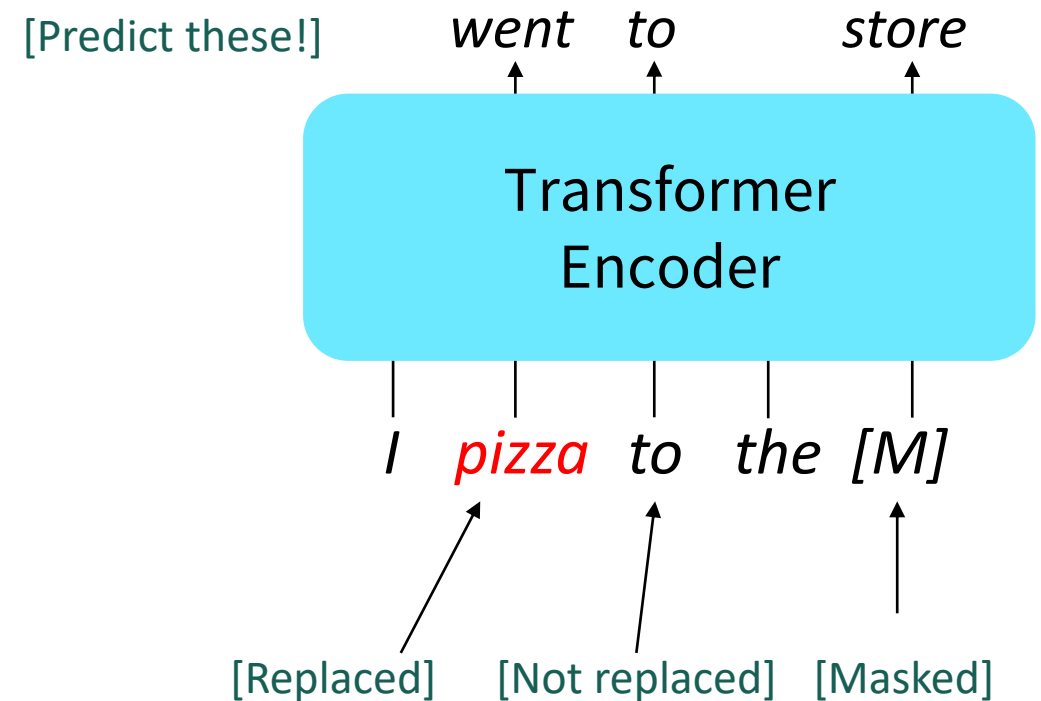 [Predict these!] went to store
Transformer
Encoder
I pizza to the [M]
[Replaced] [Not replaced] [Masked]